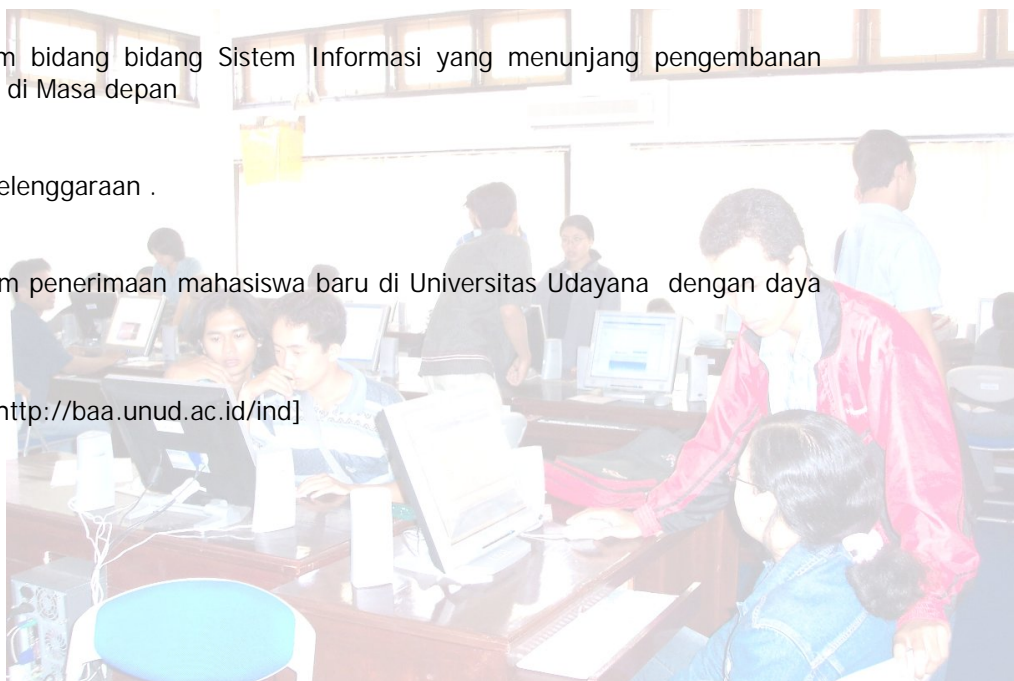 bidang bidang Sistem Informasi yang menunjang pengembanan
di Masa depan
elenggaraan .
penerimaan mahasiswa baru di Universitas Udayana dengan daya
http://baa.unud.ac.id/ind]